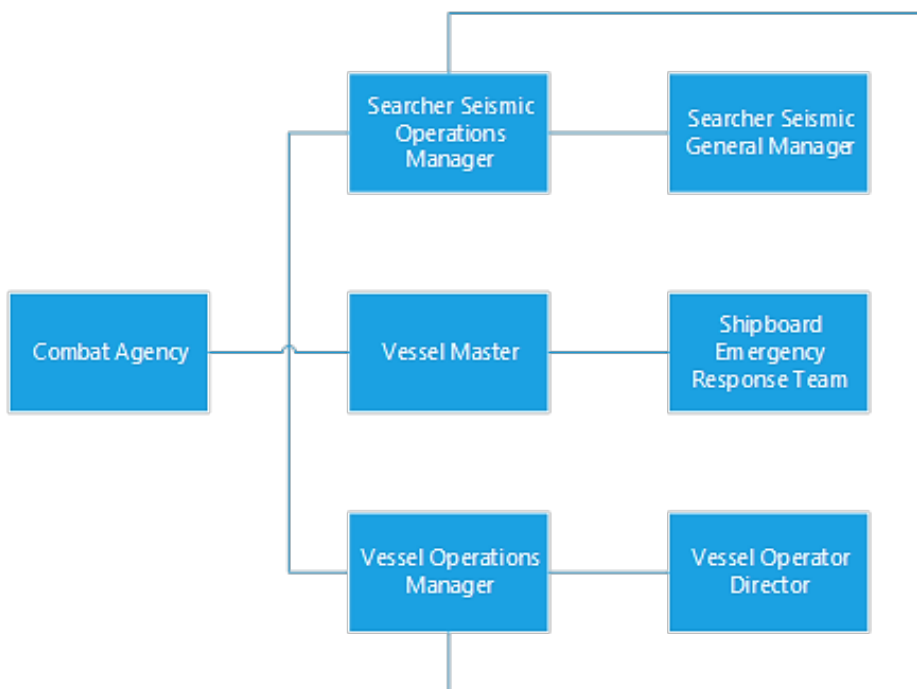 Searcher Seismic
Operations
Manager
Searcher Seismic
General Manager
Combat Agency
Vessel Master
Shipboard
Emergency
Response Team
Vessel Operations
Manager
Vessel Operator
Director